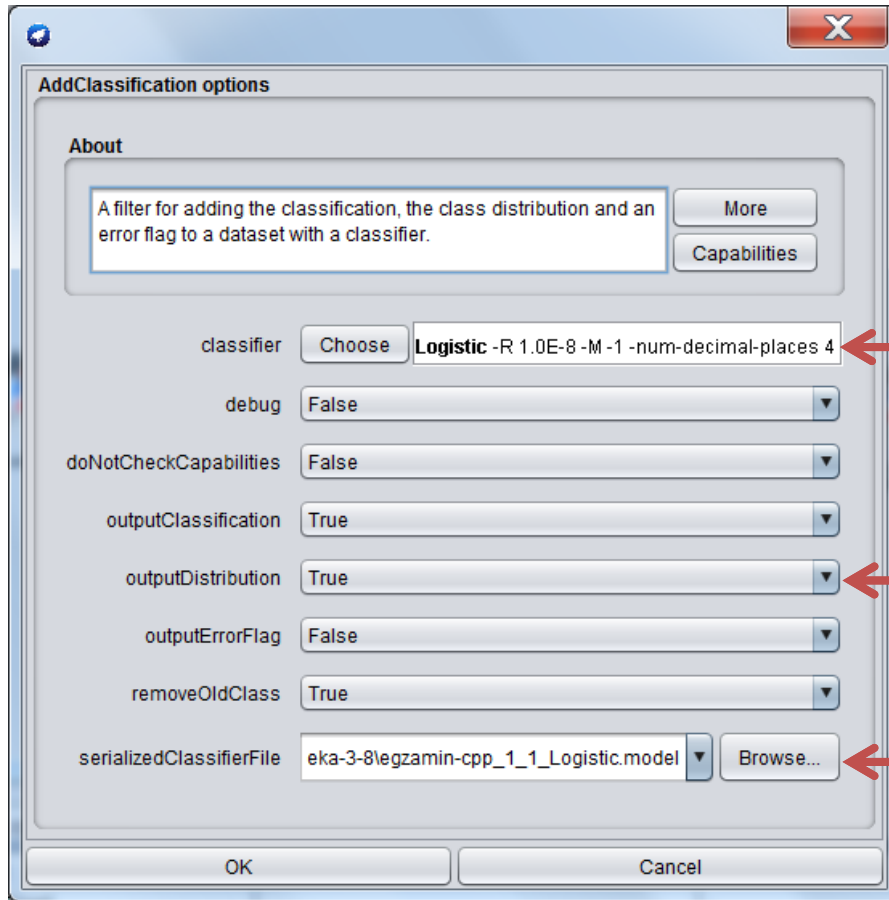 AddClassification options
About
A filter for adding the classification, the class distribution and an
error flag to a dataset with a classifier.
More
Capabilities
classifier Choose Logistic -R 1.0E-8 -M -1 -num-decimal-places 4
debug False
doNotCheckCapabilities False
outputClassification True
outputDistribution True
outputErrorFlag False
removeOldClass True
serializedClassifierFile eka-3-8\egzamin-cpp_1_1_Logistic.model Browse...
OK Cancel